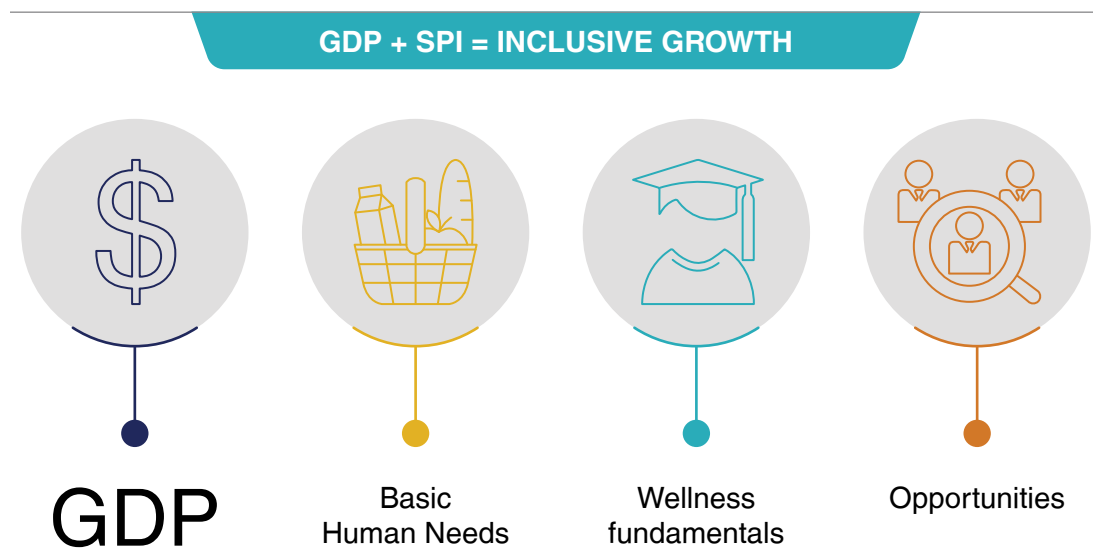 GDP + SPI = INCLUSIVE GROWTH
GDP
Basic
Human Needs
Wellness
fundamentals
Opportunities